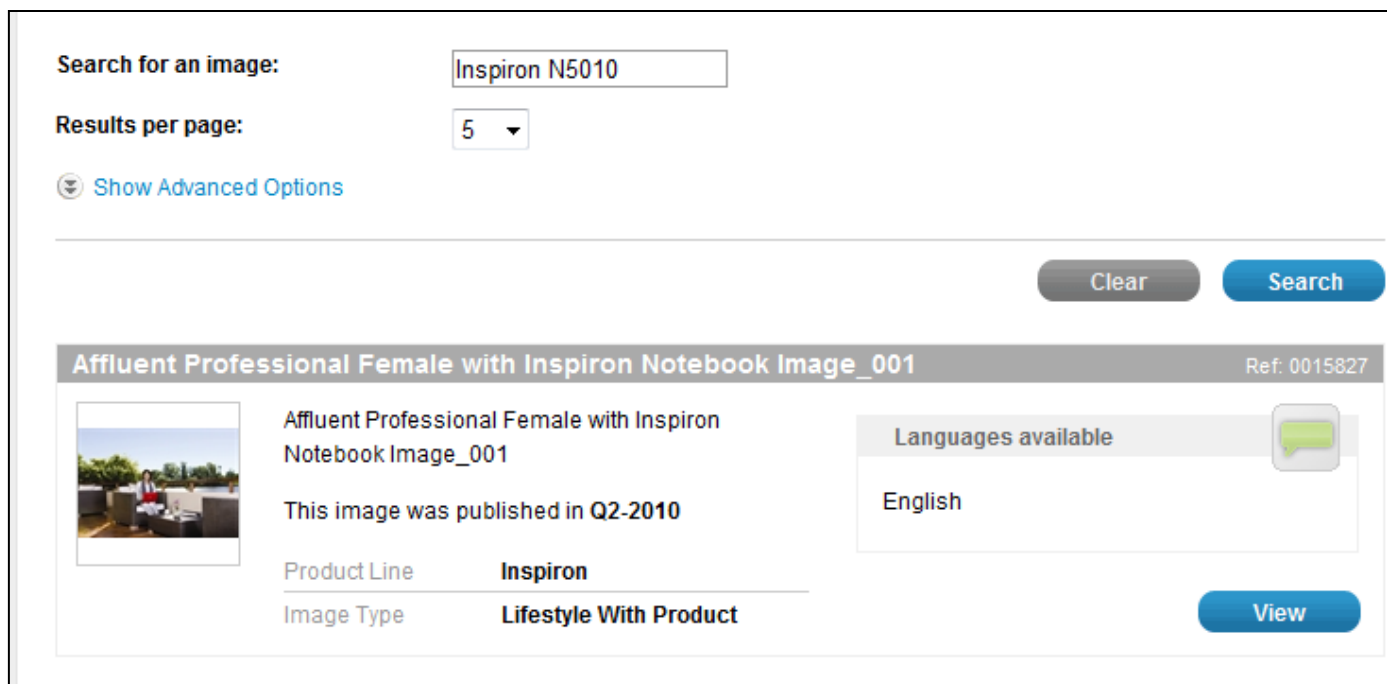 Search for an image: Inspiron N5010
Results per page: 5
Show Advanced Options
Clear Search
Affluent Professional Female with Inspiron Notebook Image_001 Ref: 0015827
Affluent Professional Female with Inspiron
Notebook Image_001
This image was published in Q2-2010
Product Line Inspiron
Image Type Lifestyle With Product
Languages available
English
View